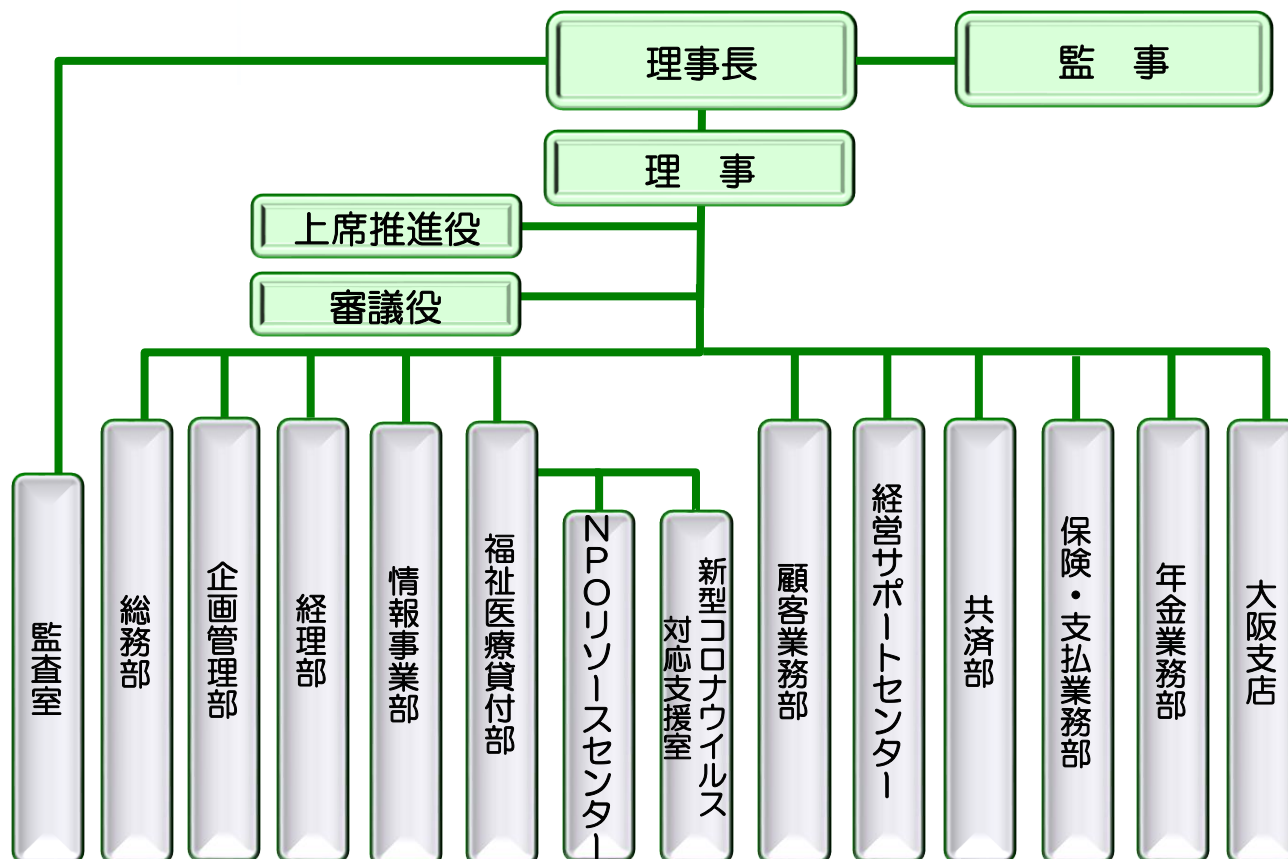 理事長
監　事
理　事
上席推進役
審議役
監査室
総務部
企画管理部
経理部
情報事業部
福祉医療貸付部
ＮＰＯリソースセンター
新型コロナウイルス
対応支援室
顧客業務部
経営サポートセンター
共済部
保険・支払業務部
年金業務部
大阪支店